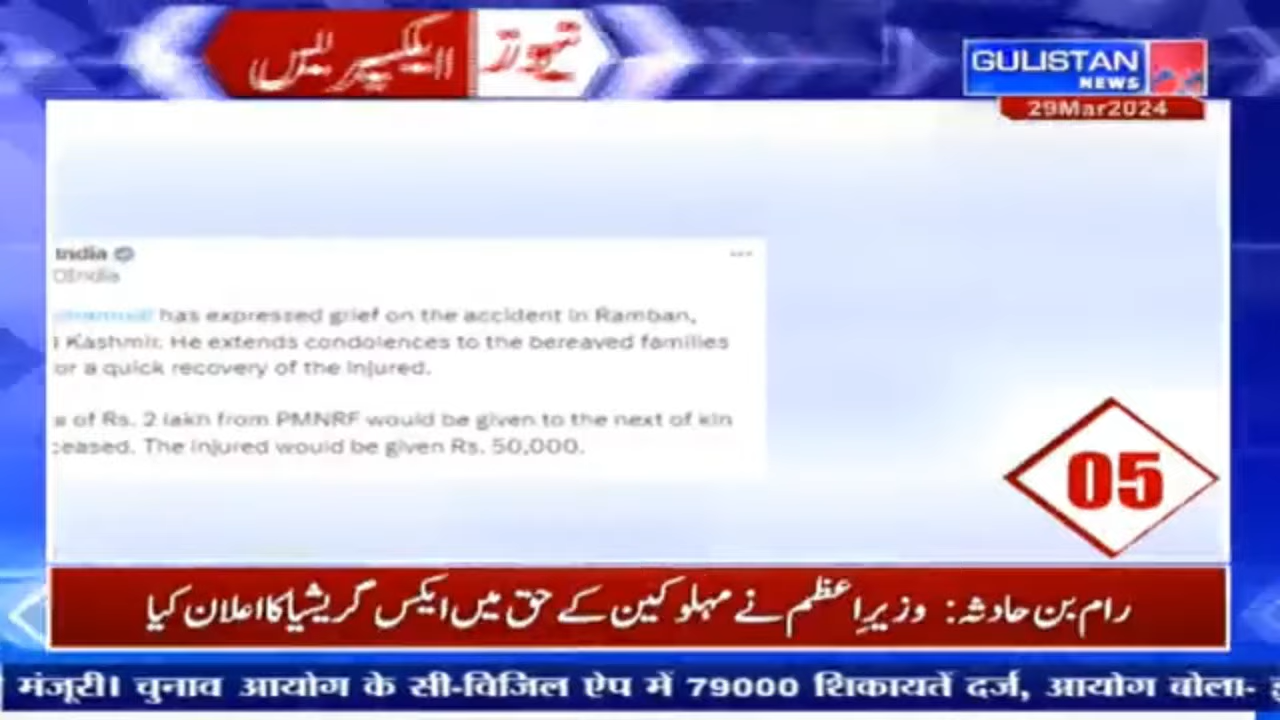 نیوز ایکسپریس
GULISTAN
NEWS
29Mar2024
India
has expressed grief on the accident in Ramban,
Kashmir. He extends condolences to the bereaved families
or a quick recovery of the injured.
of Rs. 2 lakh from PMNRF would be given to the next of kin
ceased. The injured would be given Rs. 50,000.
05
رام بن حادثہ: وزیرِاعظم نے مہلوکین کے حق میں ایکس گریشیا کا اعلان کیا
मंजूरी। चुनाव आयोग के सी-विजिल ऐप में 79000 शिकायतें दर्ज, आयोग बोला-